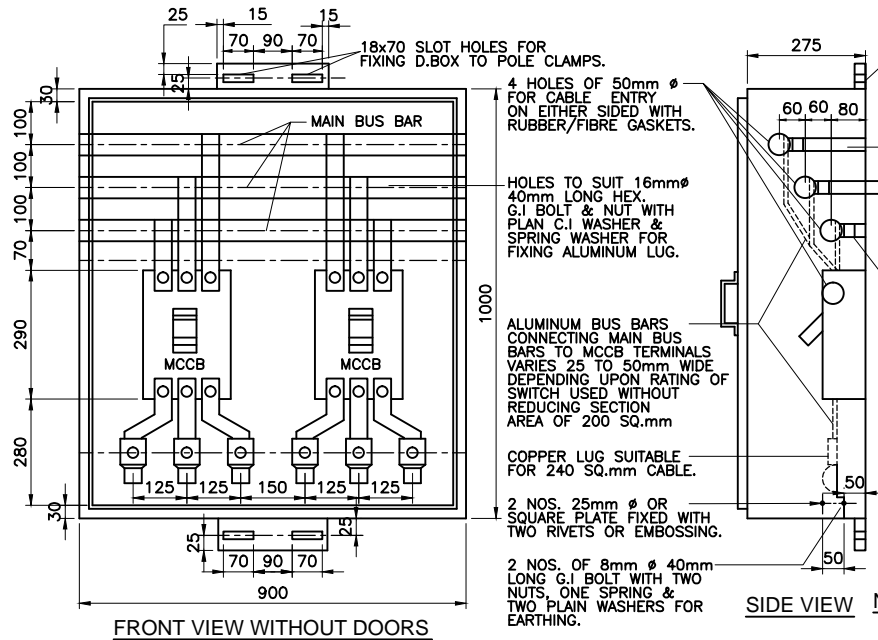 25
15
15
70
90
70
25
30
18x70 SLOT HOLES FOR
FIXING D.BOX TO POLE CLAMPS.
4 HOLES OF 50mm ø
FOR CABLE ENTRY
ON EITHER SIDED WITH
RUBBER/FIBRE GASKETS.
275
60
60
80
100
100
100
70
290
280
30
MAIN BUS BAR
HOLES TO SUIT 16mmø
40mm LONG HEX.
G.I BOLT & NUT WITH
PLAN C.I WASHER &
SPRING WASHER FOR
FIXING ALUMINUM LUG.
1000
MCCB
MCCB
ALUMINUM BUS BARS
CONNECTING MAIN BUS
BARS TO MCCB TERMINALS
VARIES 25 TO 50mm WIDE
DEPENDING UPON RATING OF
SWITCH USED WITHOUT
REDUCING SECTION
AREA OF 200 SQ.mm
COPPER LUG SUITABLE
FOR 240 SQ.mm CABLE.
125
125
150
125
125
50
2 NOS. 25mm ø OR
SQUARE PLATE FIXED WITH
TWO RIVETS OR EMBOSSING.
25
25
70
90
70
50
2 NOS. OF 8mm ø 40mm
LONG G.I BOLT WITH TWO
NUTS, ONE SPRING &
TWO PLAIN WASHERS FOR
EARTHING.
900
FRONT VIEW WITHOUT DOORS
SIDE VIEW